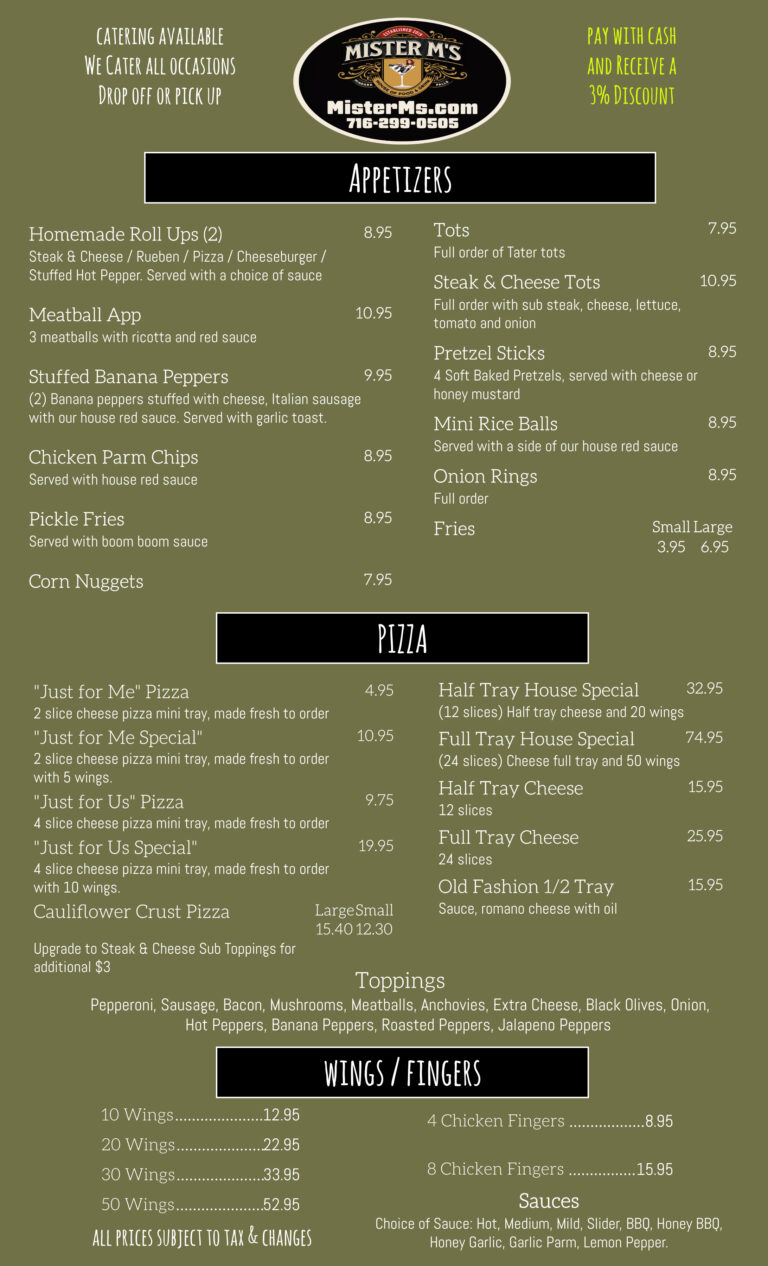 CATERING AVAILABLE
WE CATER ALL OCCASIONS
DROP OFF OR PICK UP
ESTABLISHED 2019
MISTER M'S
NIAGARA FALLS
HOUSE OF FOOD & DRINK
MisterMs.com
716-299-0505
PAY WITH CASH
AND RECEIVE A
3% DISCOUNT
APPETIZERS
Homemade Roll Ups (2) 8.95
Steak & Cheese / Rueben / Pizza / Cheeseburger /
Stuffed Hot Pepper. Served with a choice of sauce
Meatball App 10.95
3 meatballs with ricotta and red sauce
Stuffed Banana Peppers 9.95
(2) Banana peppers stuffed with cheese, Italian sausage
with our house red sauce. Served with garlic toast.
Chicken Parm Chips 8.95
Served with house red sauce
Pickle Fries 8.95
Served with boom boom sauce
Corn Nuggets 7.95
Tots 7.95
Full order of Tater tots
Steak & Cheese Tots 10.95
Full order with sub steak, cheese, lettuce,
tomato and onion
Pretzel Sticks 8.95
4 Soft Baked Pretzels, served with cheese or
honey mustard
Mini Rice Balls 8.95
Served with a side of our house red sauce
Onion Rings 8.95
Full order
Fries Small Large
3.95 6.95
PIZZA
"Just for Me" Pizza 4.95
2 slice cheese pizza mini tray, made fresh to order
"Just for Me Special" 10.95
2 slice cheese pizza mini tray, made fresh to order
with 5 wings.
"Just for Us" Pizza 9.75
4 slice cheese pizza mini tray, made fresh to order
"Just for Us Special" 19.95
4 slice cheese pizza mini tray, made fresh to order
with 10 wings.
Cauliflower Crust Pizza Large Small
15.40 12.30
Upgrade to Steak & Cheese Sub Toppings for
additional $3
Half Tray House Special 32.95
(12 slices) Half tray cheese and 20 wings
Full Tray House Special 74.95
(24 slices) Cheese full tray and 50 wings
Half Tray Cheese 15.95
12 slices
Full Tray Cheese 25.95
24 slices
Old Fashion 1/2 Tray 15.95
Sauce, romano cheese with oil
Toppings
Pepperoni, Sausage, Bacon, Mushrooms, Meatballs, Anchovies, Extra Cheese, Black Olives, Onion,
Hot Peppers, Banana Peppers, Roasted Peppers, Jalapeno Peppers
WINGS / FINGERS
10 Wings.....................12.95
20 Wings.....................22.95
30 Wings.....................33.95
50 Wings.....................52.95
ALL PRICES SUBJECT TO TAX & CHANGES
4 Chicken Fingers ..................8.95
8 Chicken Fingers ................15.95
Sauces
Choice of Sauce: Hot, Medium, Mild, Slider, BBQ, Honey BBQ,
Honey Garlic, Garlic Parm, Lemon Pepper.